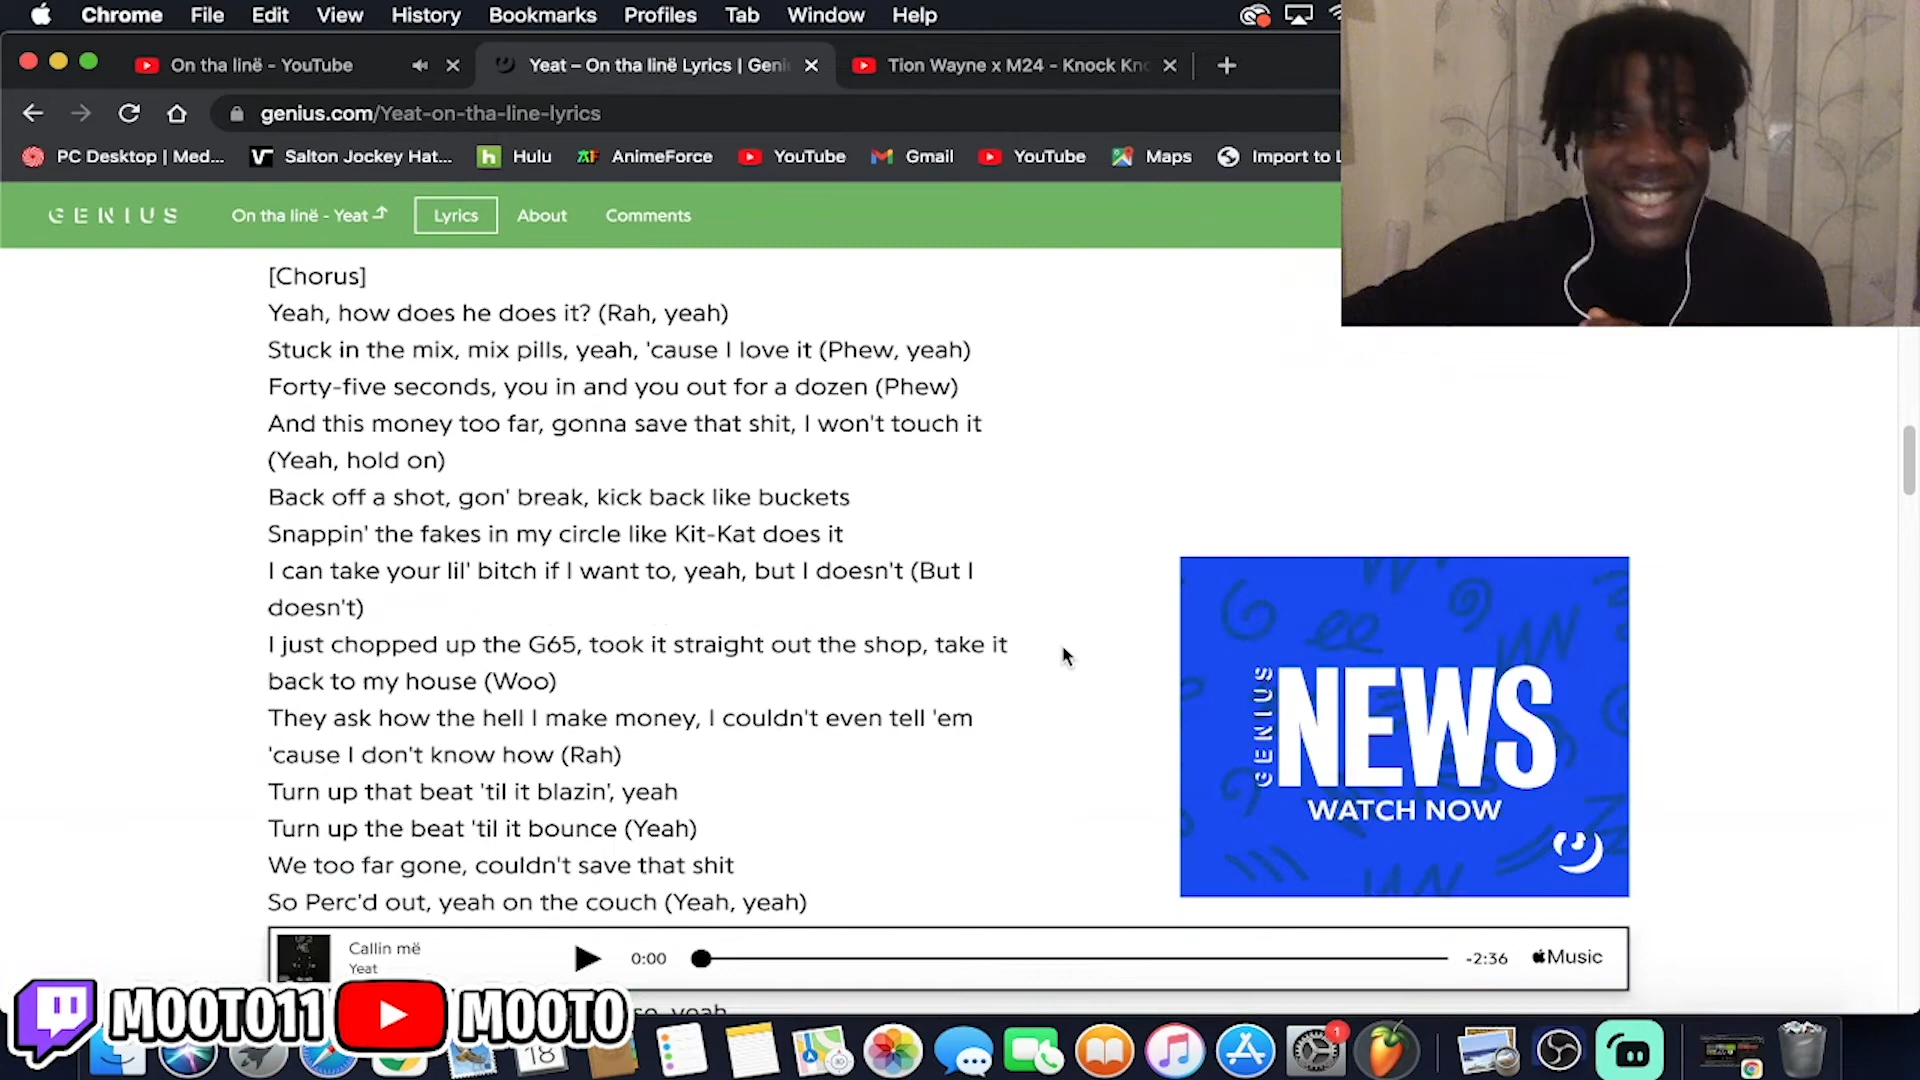 Chrome File Edit View History Bookmarks Profiles Tab Window Help
On tha linë - YouTube
Yeat – On tha linë Lyrics | Geni
Tion Wayne x M24 - Knock Kn
genius.com/Yeat-on-tha-line-lyrics
PC Desktop | Med...
Salton Jockey Hat...
Hulu
AnimeForce
YouTube
Gmail
YouTube
Maps
Import to L
GENIUS
On tha linë - Yeat
Lyrics
About
Comments
[Chorus]
Yeah, how does he does it? (Rah, yeah)
Stuck in the mix, mix pills, yeah, 'cause I love it (Phew, yeah)
Forty-five seconds, you in and you out for a dozen (Phew)
And this money too far, gonna save that shit, I won't touch it
(Yeah, hold on)
Back off a shot, gon' break, kick back like buckets
Snappin' the fakes in my circle like Kit-Kat does it
I can take your lil' bitch if I want to, yeah, but I doesn't (But I
doesn't)
I just chopped up the G65, took it straight out the shop, take it
back to my house (Woo)
They ask how the hell I make money, I couldn't even tell 'em
'cause I don't know how (Rah)
Turn up that beat 'til it blazin', yeah
Turn up the beat 'til it bounce (Yeah)
We too far gone, couldn't save that shit
So Perc'd out, yeah on the couch (Yeah, yeah)
GENIUS
NEWS
WATCH NOW
Callin më
Yeat
0:00
-2:36
Music
M00T011
M00T0
18
1